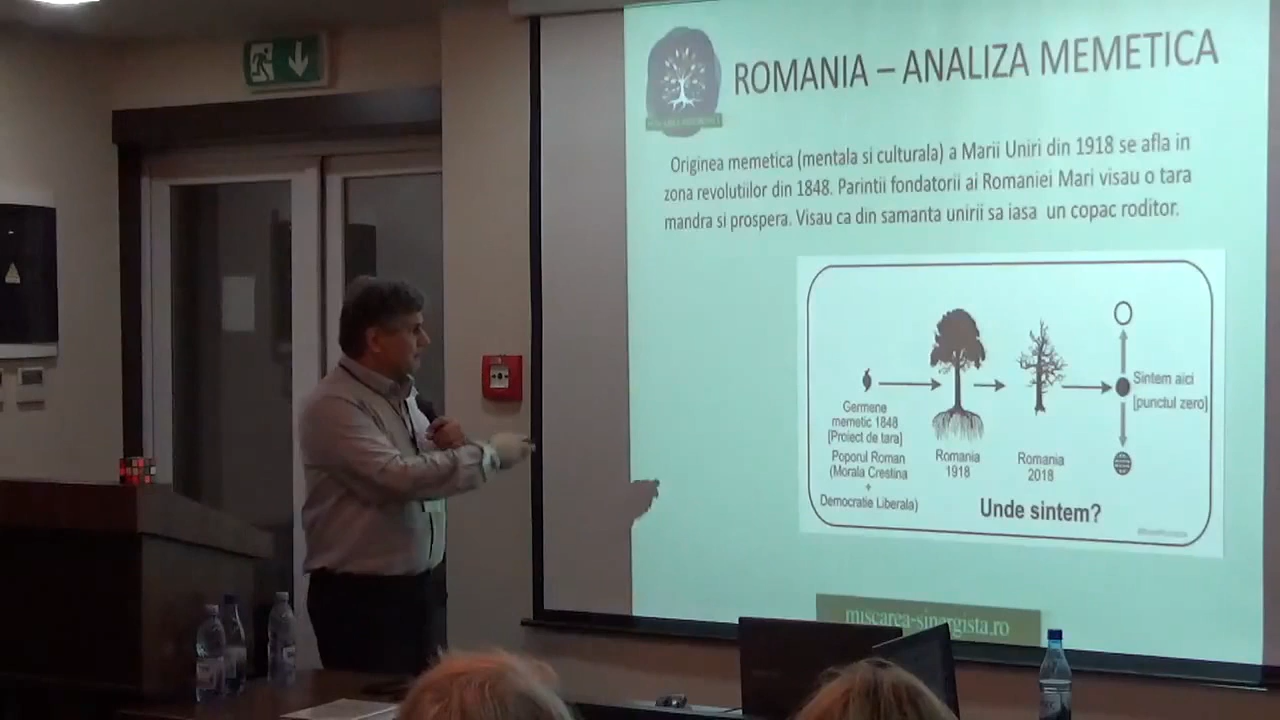 ROMANIA – ANALIZA MEMETICA
Originea memetica (mentala si culturala) a Marii Uniri din 1918 se afla in
zona revolutiilor din 1848. Parintii fondatorii ai Romaniei Mari visau o tara
mandra si prospera. Visau ca din samanta unirii sa iasa un copac roditor.
Germene
memetic 1848
[Proiect de tara]
Poporul Roman
(Morala Crestina
+
Democratie Liberala)
Romania
1918
Romania
2018
Sintem aici
[punctul zero]
Unde sintem?
miscarea-sinergista.ro